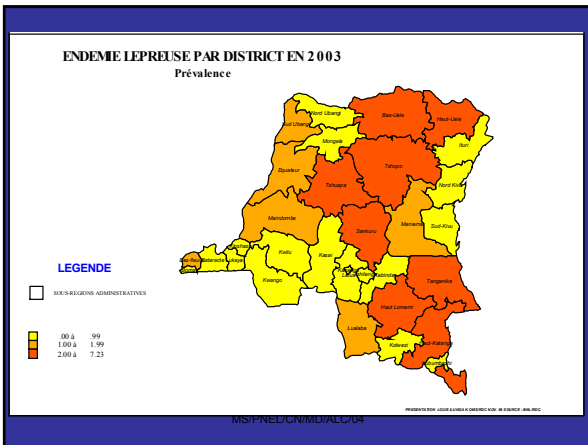 ENDEMIE LEPREUSE PAR DISTRICT EN 2003
Prévalence
Nord Ubangi
Sud Ubangi
Bas-Uele
Haut-Uele
Mongala
Ituri
Equateur
Tshopo
Tshuapa
Nord Kivu
Maindombe
Sankuru
Maniema
Sud-Kivu
Kwilu
Kasai
Kwango
Tanganika
Haut Lomami
Lualaba
Kolwezi
LEGENDE
SOUS-REGIONS ADMINISTRATIVES
.00 à .99
1.00 à 1.99
2.00 à 7.23
MS/PNEL/CN/MD/ALC/04